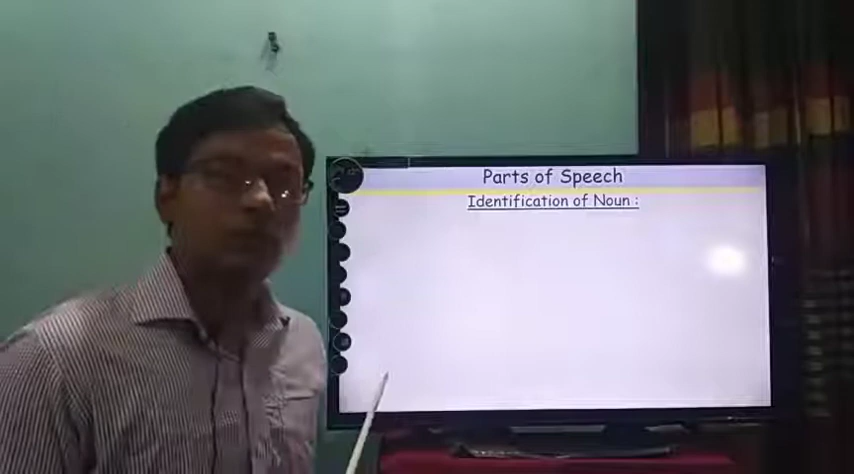 Parts of Speech
Identification of Noun :